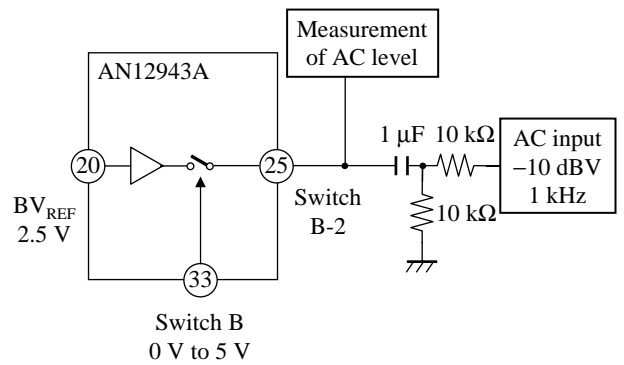 Measurement
of AC level
AN12943A
1 μF
10 kΩ
AC input
−10 dBV
1 kHz
20
25
BVREF
2.5 V
Switch
B-2
10 kΩ
33
Switch B
0 V to 5 V